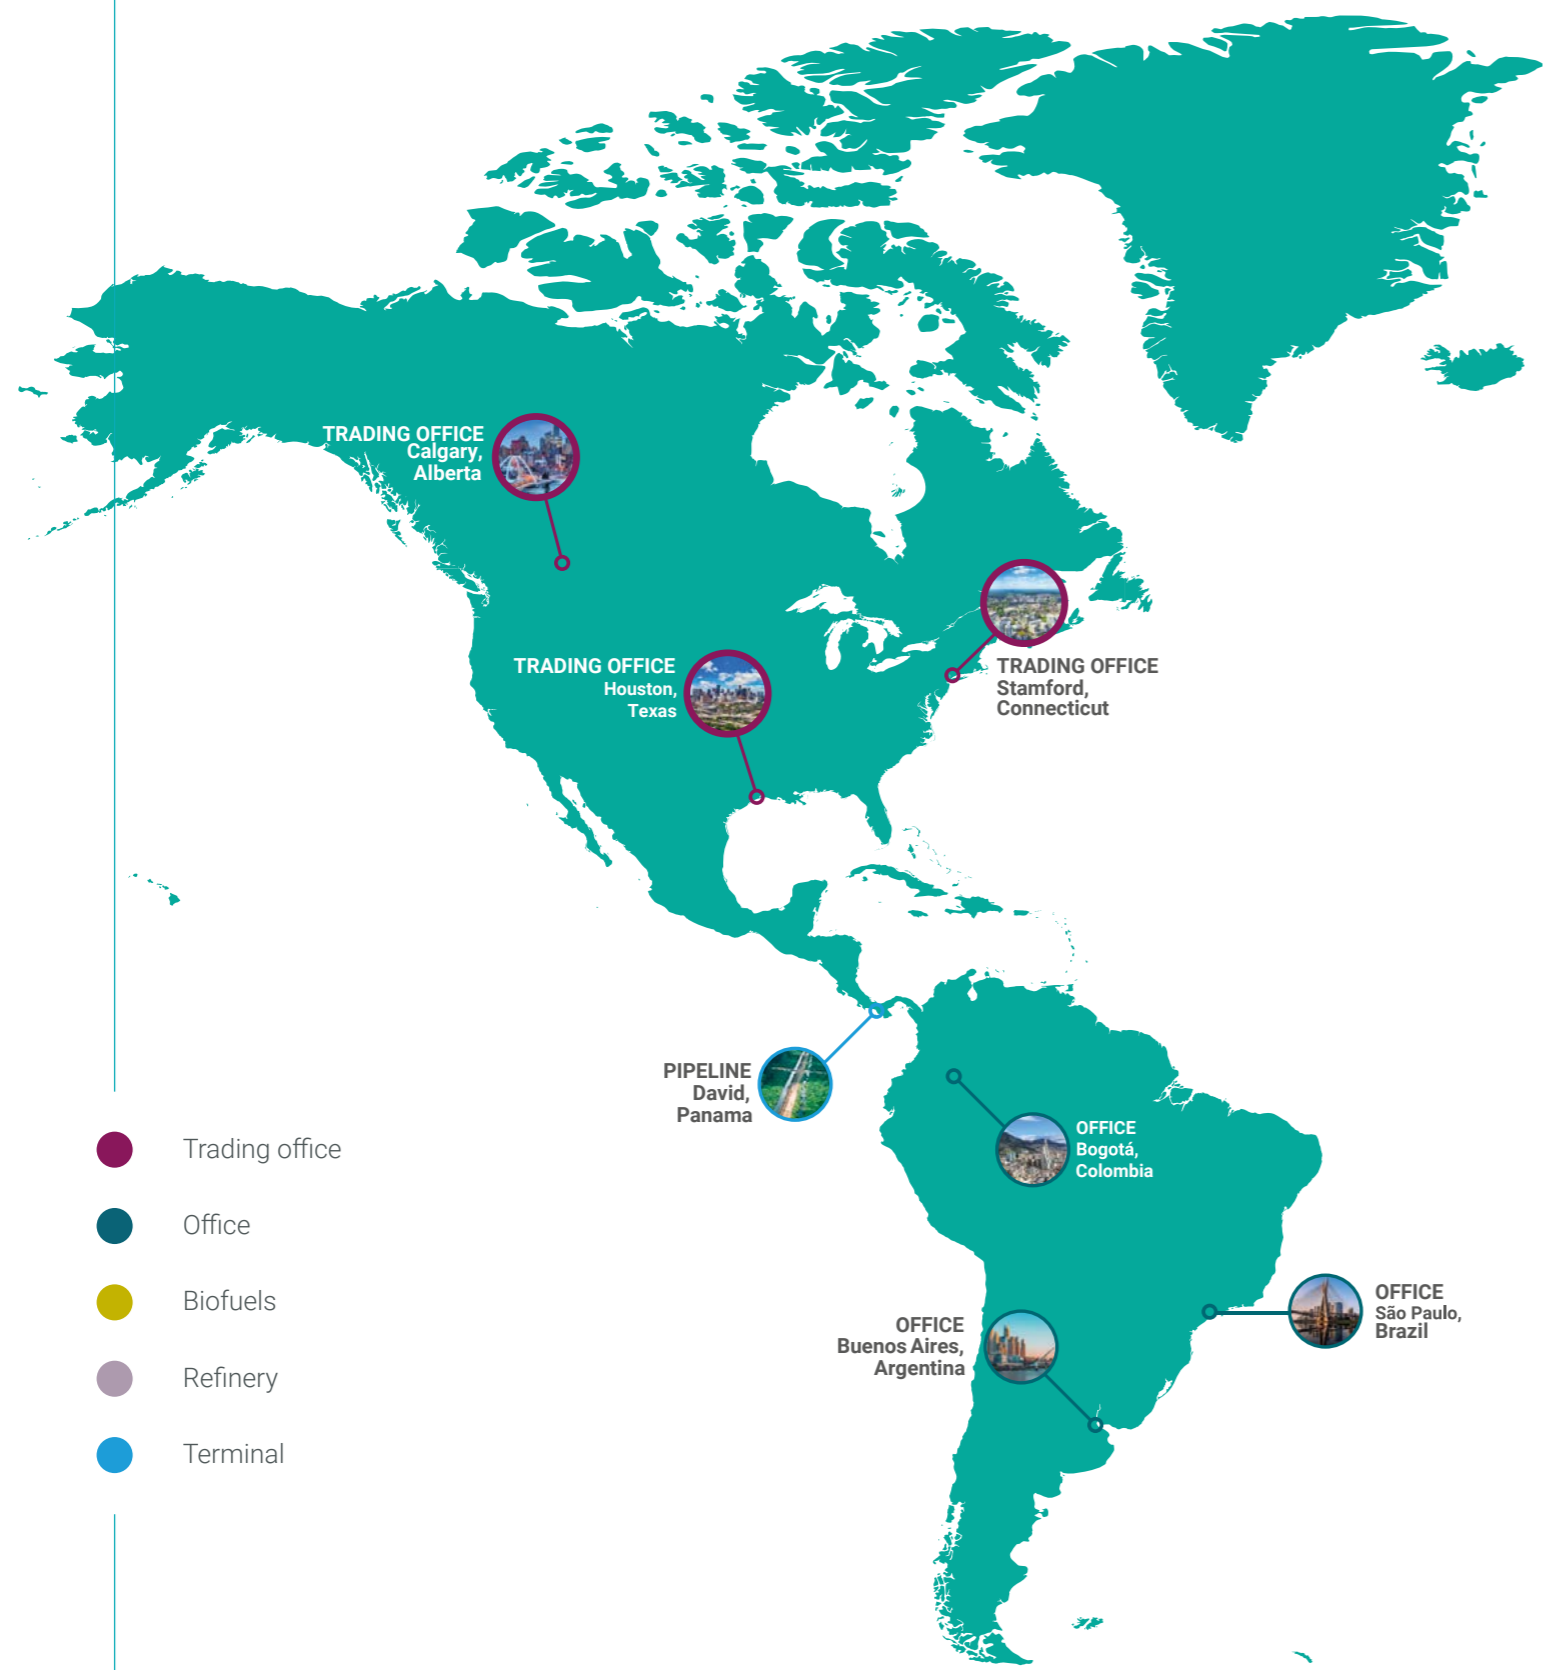 TRADING OFFICE
Calgary,
Alberta
TRADING OFFICE
Houston,
Texas
TRADING OFFICE
Stamford,
Connecticut
PIPELINE
David,
Panama
OFFICE
Bogotá,
Colombia
OFFICE
São Paulo,
Brazil
OFFICE
Buenos Aires,
Argentina
Trading office
Office
Biofuels
Refinery
Terminal